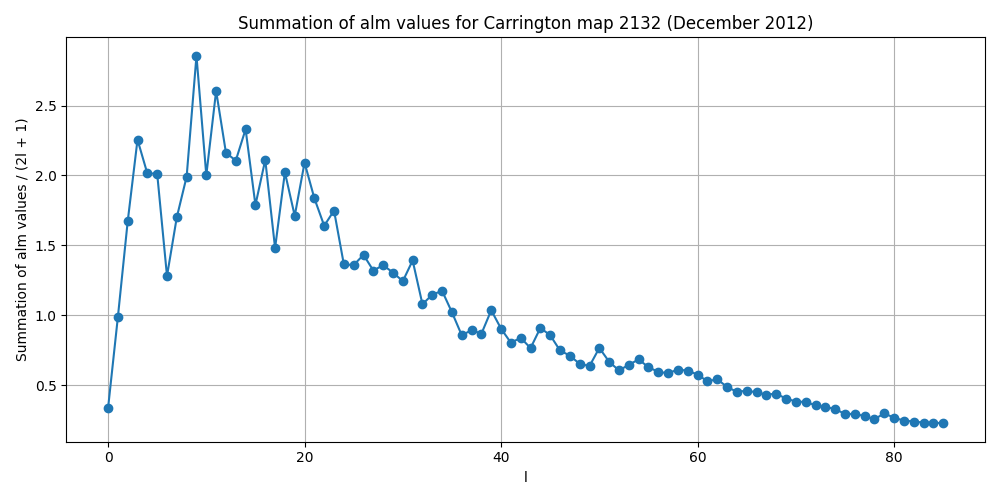 Summation of alm values for Carrington map 2132 (December 2012)
Summation of alm values / (2l + 1)
2.5
2.0
1.5
1.0
0.5
0 20 40 60 80
l